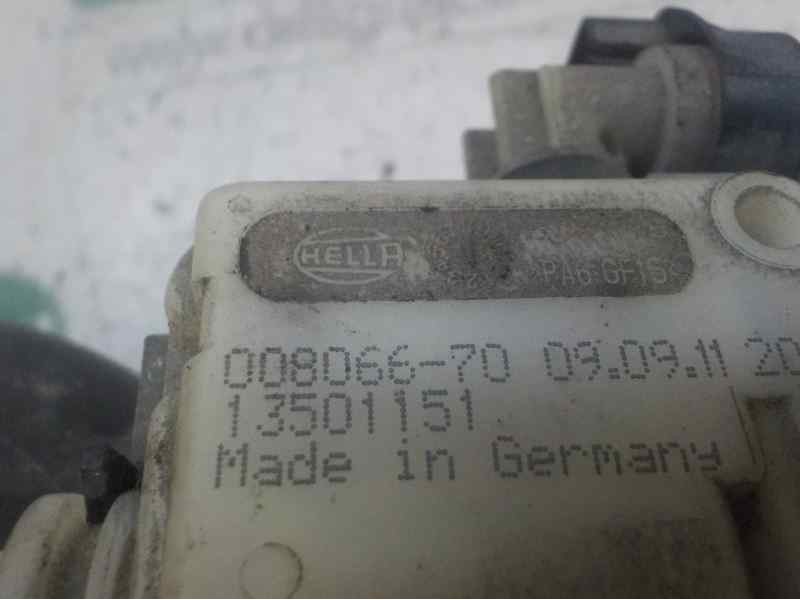 HELLA
PA6-GF15
008066-70 09.09.11 20
13501151
Made in Germany